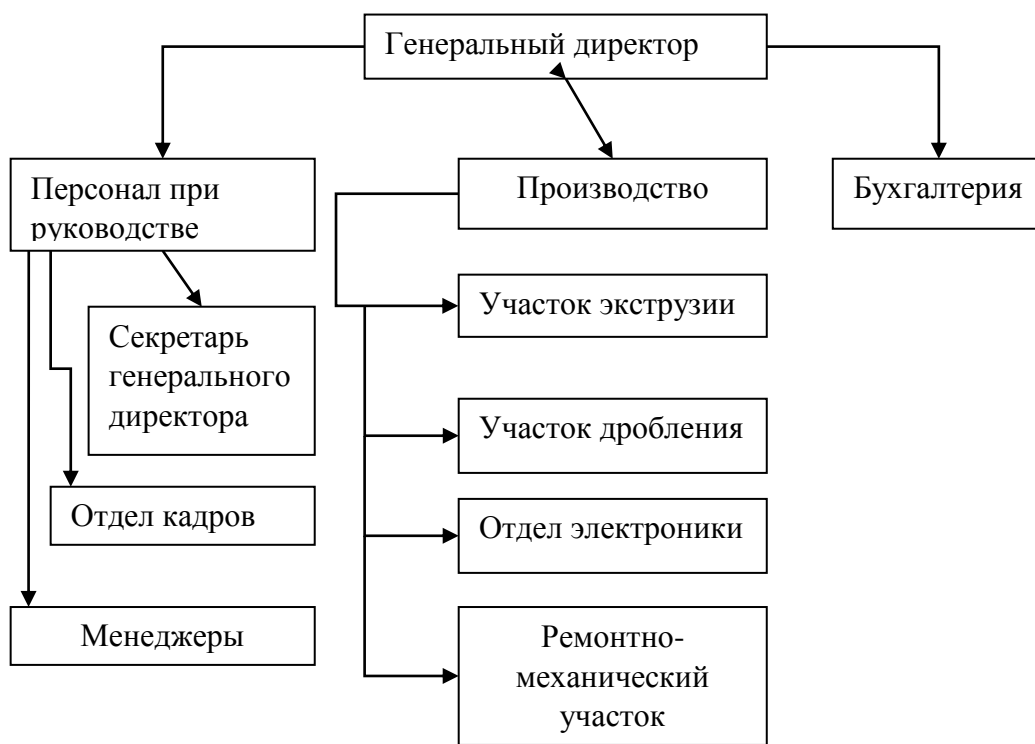 Генеральный директор
Персонал при
руководстве
Производство
Бухгалтерия
Секретарь
генерального
директора
Отдел кадров
Менеджеры
Участок экструзии
Участок дробления
Отдел электроники
Ремонтно-
механический
участок